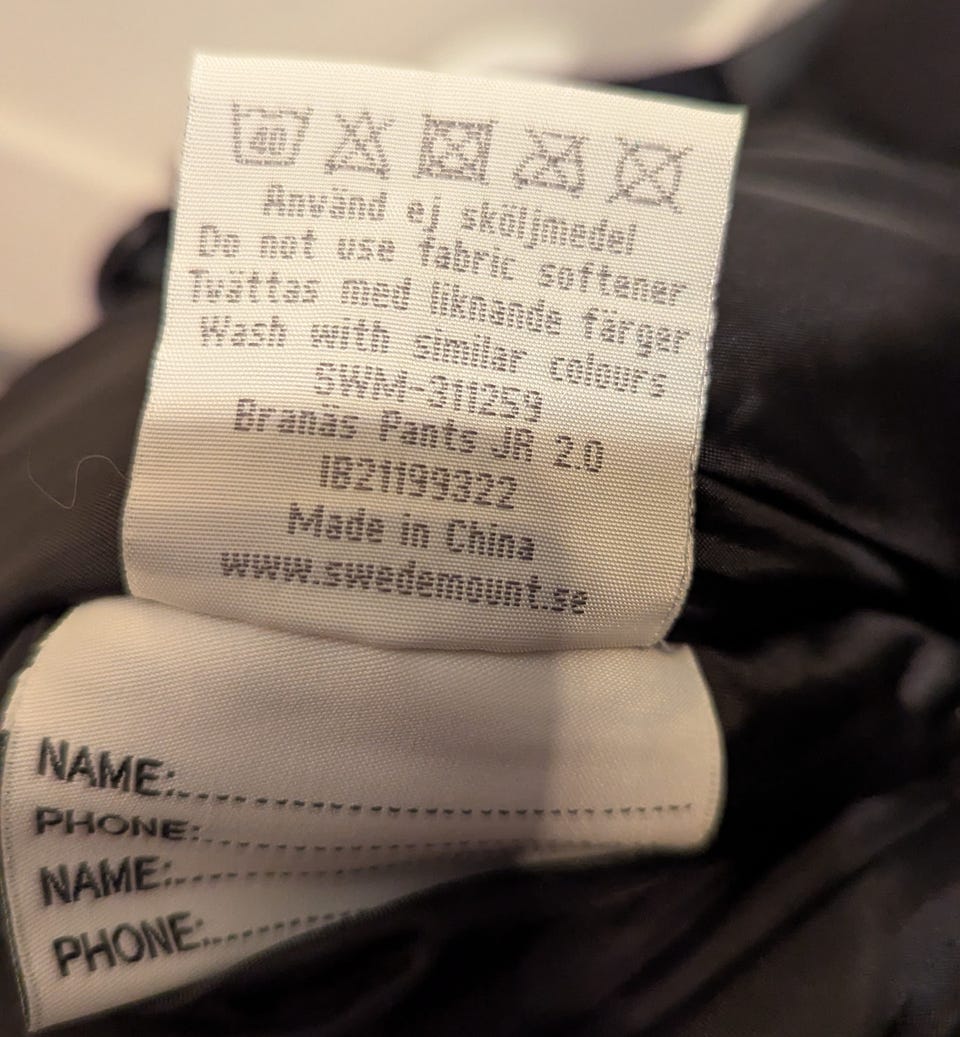 40
Använd ej sköljmedel
Do not use fabric softener
Tvättas med liknande färger
Wash with similar colours
SWM-311259
Branäs Pants JR 2.0
IB21199322
Made in China
www.swedemount.se
NAME:
PHONE:
NAME:
PHONE: